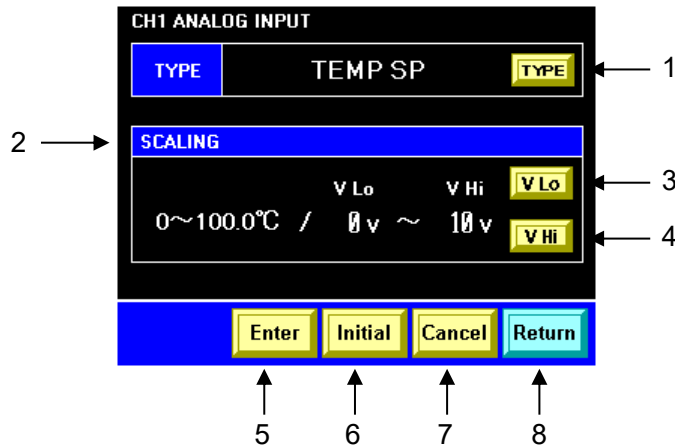 CH1 ANALOG INPUT
TYPE TEMP SP TYPE 1
2 SCALING
V Lo V Hi V Lo 3
0~100.0℃ / 0 v ~ 10 v V Hi 4
Enter Initial Cancel Return
5 6 7 8